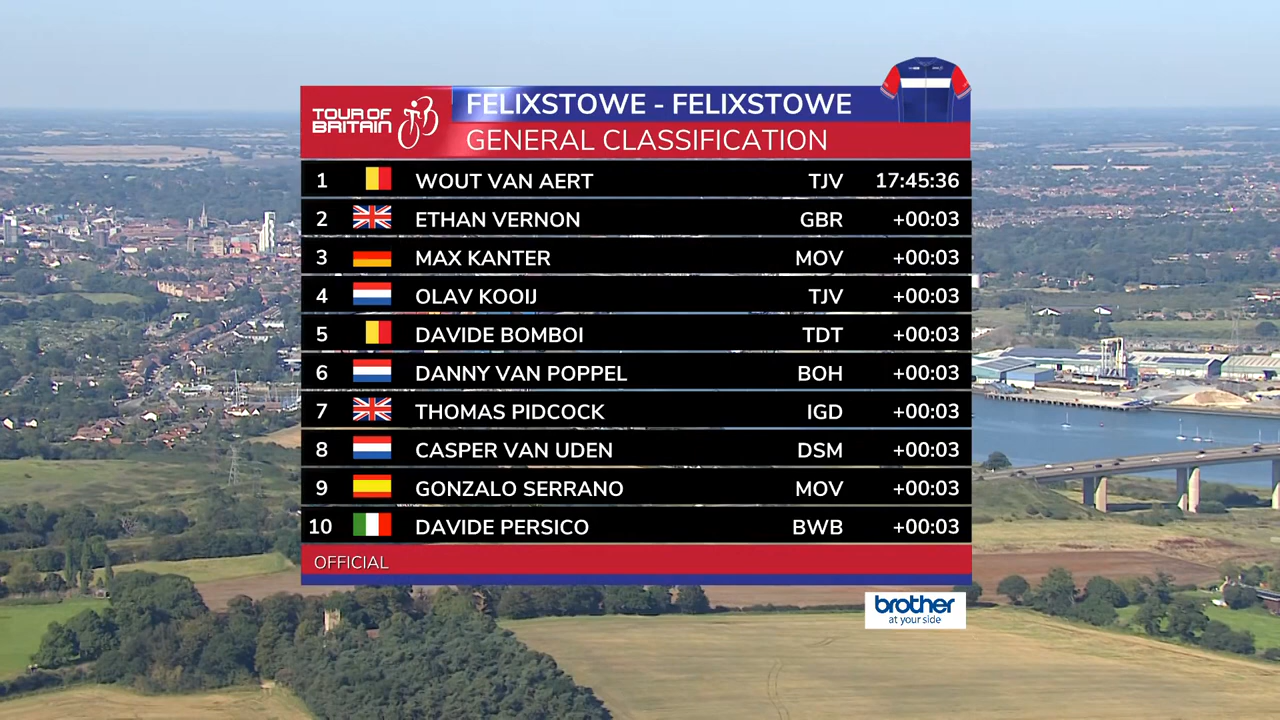 TOUR OF
BRITAIN
FELIXSTOWE - FELIXSTOWE
GENERAL CLASSIFICATION
1 WOUT VAN AERT TJV 17:45:36
2 ETHAN VERNON GBR +00:03
3 MAX KANTER MOV +00:03
4 OLAV KOOIJ TJV +00:03
5 DAVIDE BOMBOI TDT +00:03
6 DANNY VAN POPPEL BOH +00:03
7 THOMAS PIDCOCK IGD +00:03
8 CASPER VAN UDEN DSM +00:03
9 GONZALO SERRANO MOV +00:03
10 DAVIDE PERSICO BWB +00:03
OFFICIAL
brother
at your side